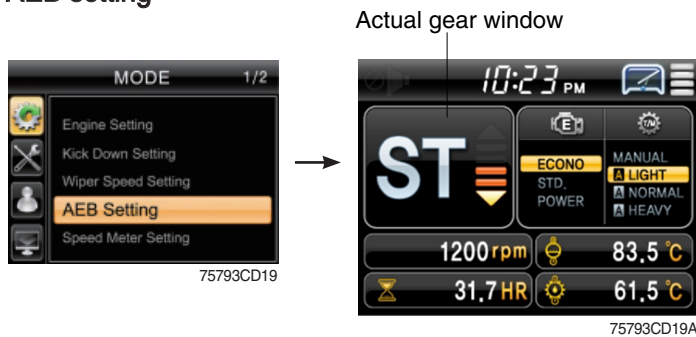 AEB setting
Actual gear window
MODE 1/2
Engine Setting
Kick Down Setting
Wiper Speed Setting
AEB Setting
Speed Meter Setting
75793CD19
10:23 PM
ST
E
T/M
ECONO
STD.
POWER
MANUAL
A LIGHT
A NORMAL
A HEAVY
1200 rpm
83.5 °C
31.7 HR
61.5 °C
75793CD19A